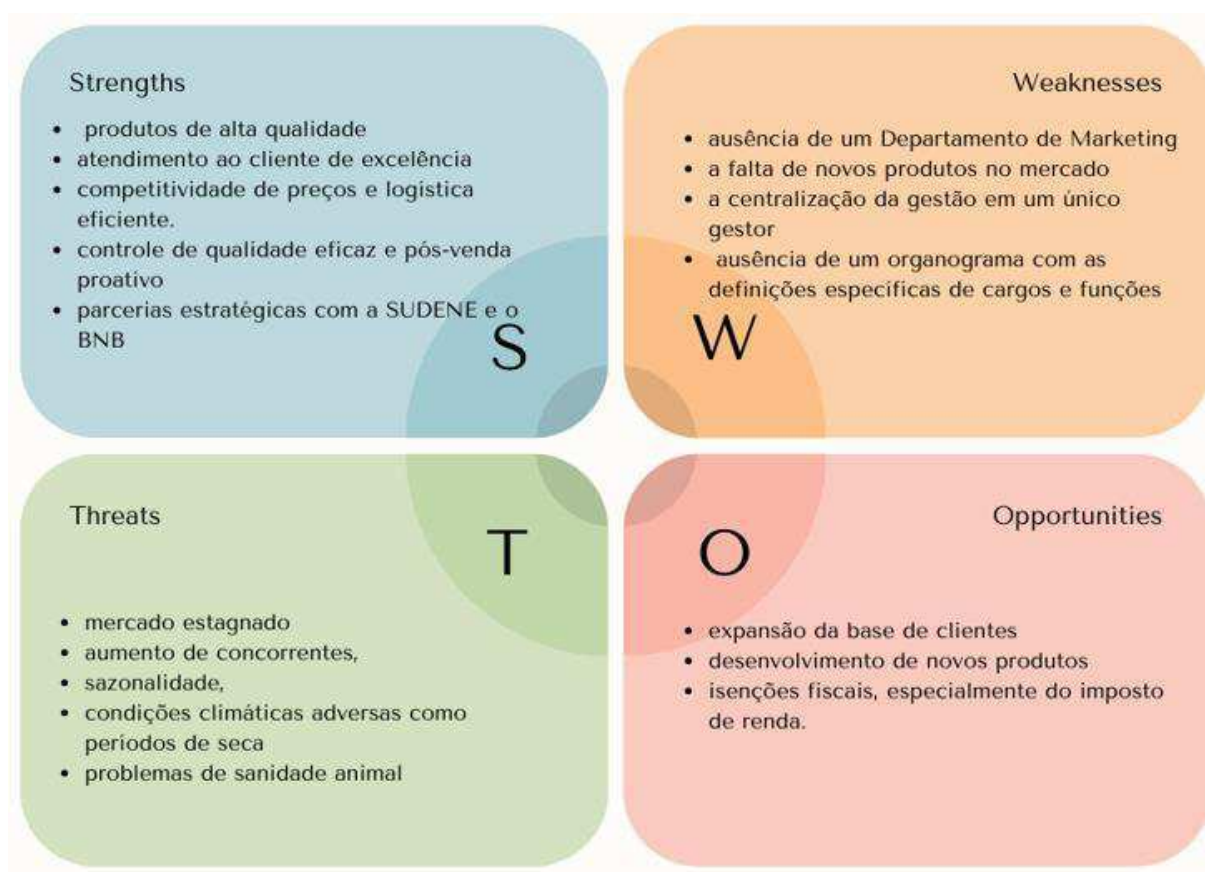 Strengths
• produtos de alta qualidade
• atendimento ao cliente de excelência
• competitividade de preços e logística
eficiente.
• controle de qualidade eficaz e pós-venda
proativo
• parcerias estratégicas com a SUDENE e o
BNB
S
Weaknesses
• ausência de um Departamento de Marketing
• a falta de novos produtos no mercado
• a centralização da gestão em um único
gestor
• ausência de um organograma com as
definições específicas de cargos e funções
W
Threats
T
• mercado estagnado
• aumento de concorrentes,
• sazonalidade,
• condições climáticas adversas como
períodos de seca
• problemas de sanidade animal
Opportunities
O
• expansão da base de clientes
• desenvolvimento de novos produtos
• isenções fiscais, especialmente do imposto
de renda.